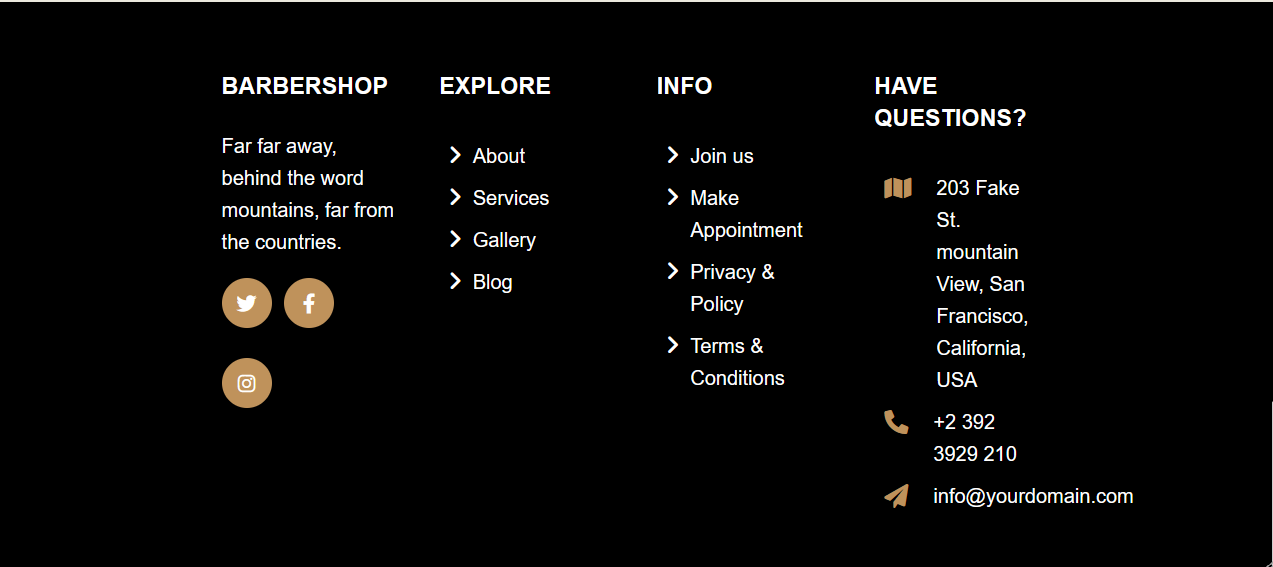 BARBERSHOP
Far far away,
behind the word
mountains, far from
the countries.
EXPLORE
About
Services
Gallery
Blog
INFO
Join us
Make
Appointment
Privacy &
Policy
Terms &
Conditions
HAVE
QUESTIONS?
203 Fake
St.
mountain
View, San
Francisco,
California,
USA
+2 392
3929 210
info@yourdomain.com